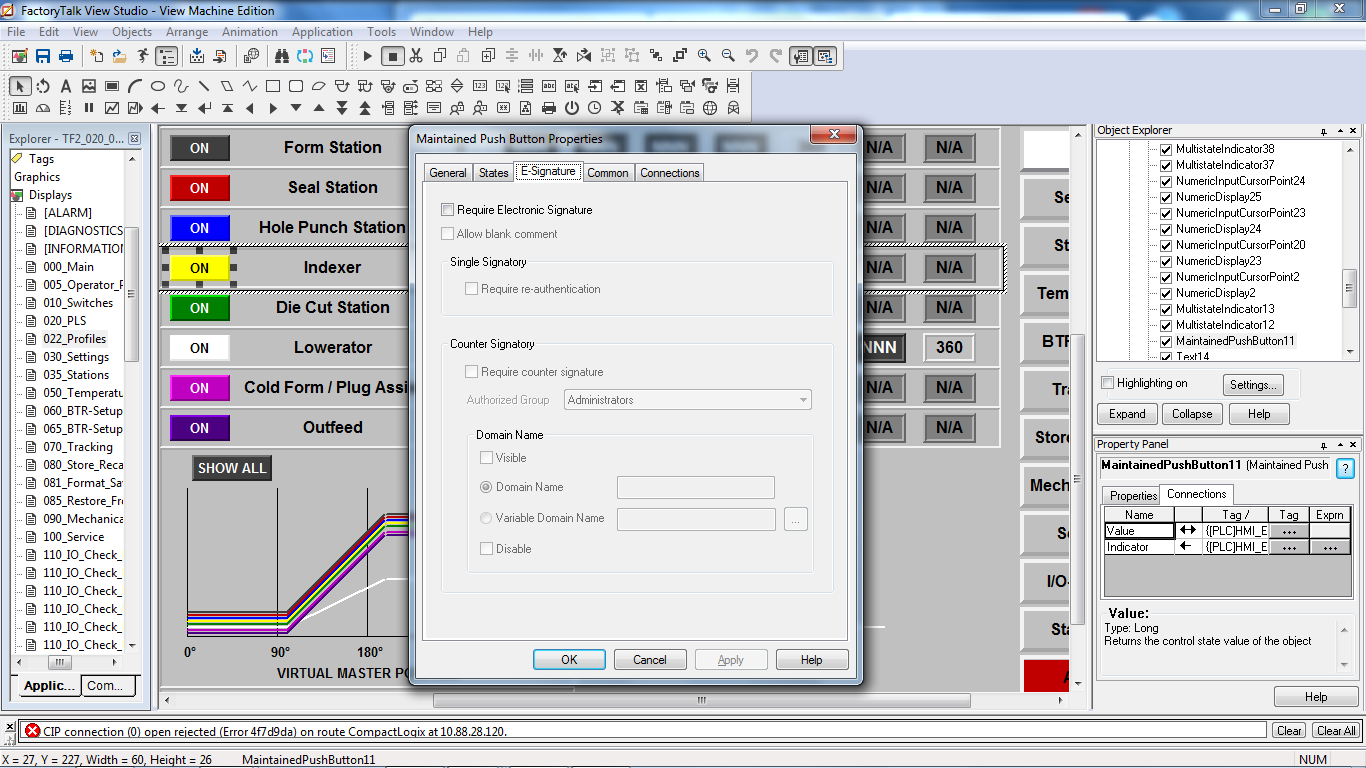 FactoryTalk View Studio - View Machine Edition
File Edit View Objects Arrange Animation Application Tools Window Help
Explorer - TF2_020_0...
Tags
Graphics
Displays
[ALARM]
[DIAGNOSTICS
[INFORMATION
000_Main
005_Operator_P
010_Switches
020_PLS
022_Profiles
030_Settings
035_Stations
050_Temperatu
060_BTR-Setup
065_BTR-Setup
070_Tracking
080_Store_Reca
081_Format_Sa
085_Restore_Fr
090_Mechanica
100_Service
110_IO_Check_
110_IO_Check_
110_IO_Check_
110_IO_Check_
110_IO_Check_
110_IO_Check_
Applic... Com...
ON Form Station N/A N/A
ON Seal Station N/A N/A
ON Hole Punch Station N/A N/A
ON Indexer N/A N/A
ON Die Cut Station N/A N/A
ON Lowerator NNN 360
ON Cold Form / Plug Assi N/A N/A
ON Outfeed N/A N/A
SHOW ALL
0° 90° 180°
VIRTUAL MASTER PO
Se
St
Tem
BTF
Tra
Store
Mech
Se
I/O-
Sta
Maintained Push Button Properties
General States E-Signature Common Connections
Require Electronic Signature
Allow blank comment
Single Signatory
Require re-authentication
Counter Signatory
Require counter signature
Authorized Group Administrators
Domain Name
Visible
Domain Name
Variable Domain Name ...
Disable
OK Cancel Apply Help
Object Explorer
MultistateIndicator38
MultistateIndicator37
NumericInputCursorPoint24
NumericDisplay25
NumericInputCursorPoint23
NumericDisplay24
NumericInputCursorPoint20
NumericDisplay23
NumericInputCursorPoint2
NumericDisplay2
MultistateIndicator13
MultistateIndicator12
MaintainedPushButton11
Text14
Highlighting on Settings...
Expand Collapse Help
Property Panel
MaintainedPushButton11 (Maintained Push
Properties Connections
Name Tag / Tag Exprn
Value {[PLC]HMI_E ...
Indicator {[PLC]HMI_E ... ...
Value:
Type: Long
Returns the control state value of the object
Help
CIP connection (0) open rejected (Error 4f7d9da) on route CompactLogix at 10.88.28.120.
Clear Clear All
X = 27, Y = 227, Width = 60, Height = 26 MaintainedPushButton11 NUM